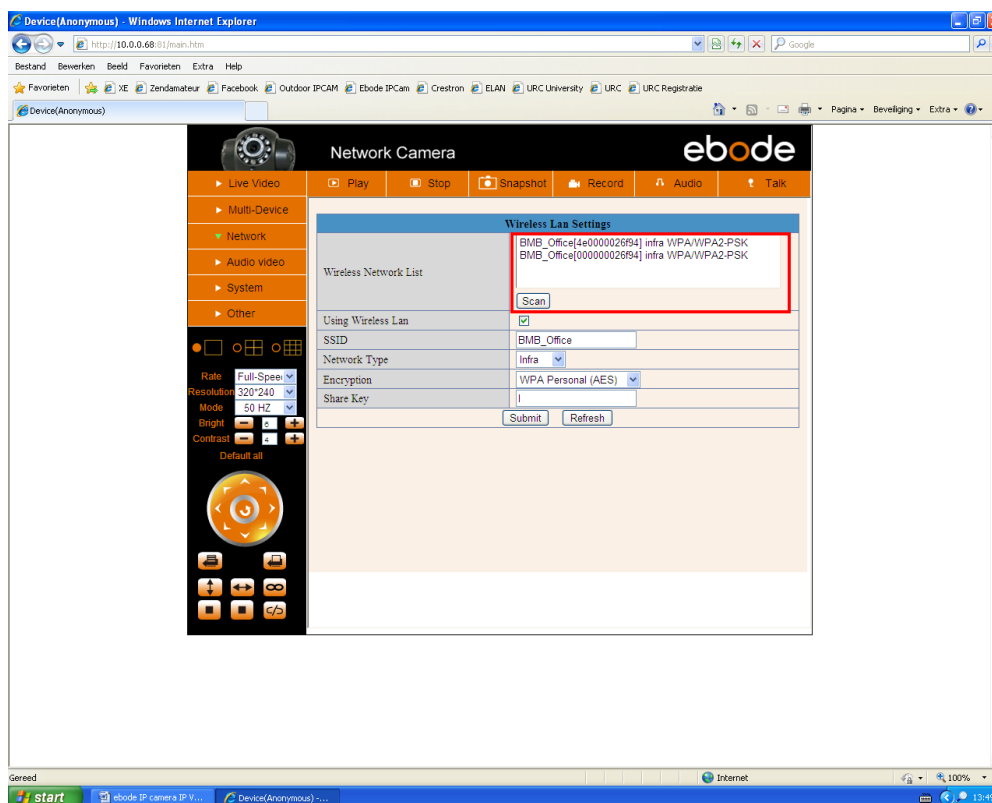 Device(Anonymous) - Windows Internet Explorer
http://10.0.0.68:81/main.htm
Google
Bestand Bewerken Beeld Favorieten Extra Help
Favorieten XE Zendamateur Facebook Outdoor IPCAM Ebode IPCam Crestron ELAN URC University URC URC Registratie
Device(Anonymous)
Pagina Beveiliging Extra
Network Camera
ebode
Live Video Play Stop Snapshot Record Audio Talk
Multi-Device
Network
Audio video
System
Other
Wireless Lan Settings
Wireless Network List
BMB_Office[4e0000026f94] infra WPA/WPA2-PSK
BMB_Office[000000026f94] infra WPA/WPA2-PSK
Scan
Using Wireless Lan
SSID BMB_Office
Network Type Infra
Encryption WPA Personal (AES)
Share Key
Submit Refresh
Rate Full-Speed
Resolution 320*240
Mode 50 HZ
Bright 6
Contrast 4
Default all
Gereed
Internet
100%
start
ebode IP camera IP V...
Device(Anonymous) -...
13:49